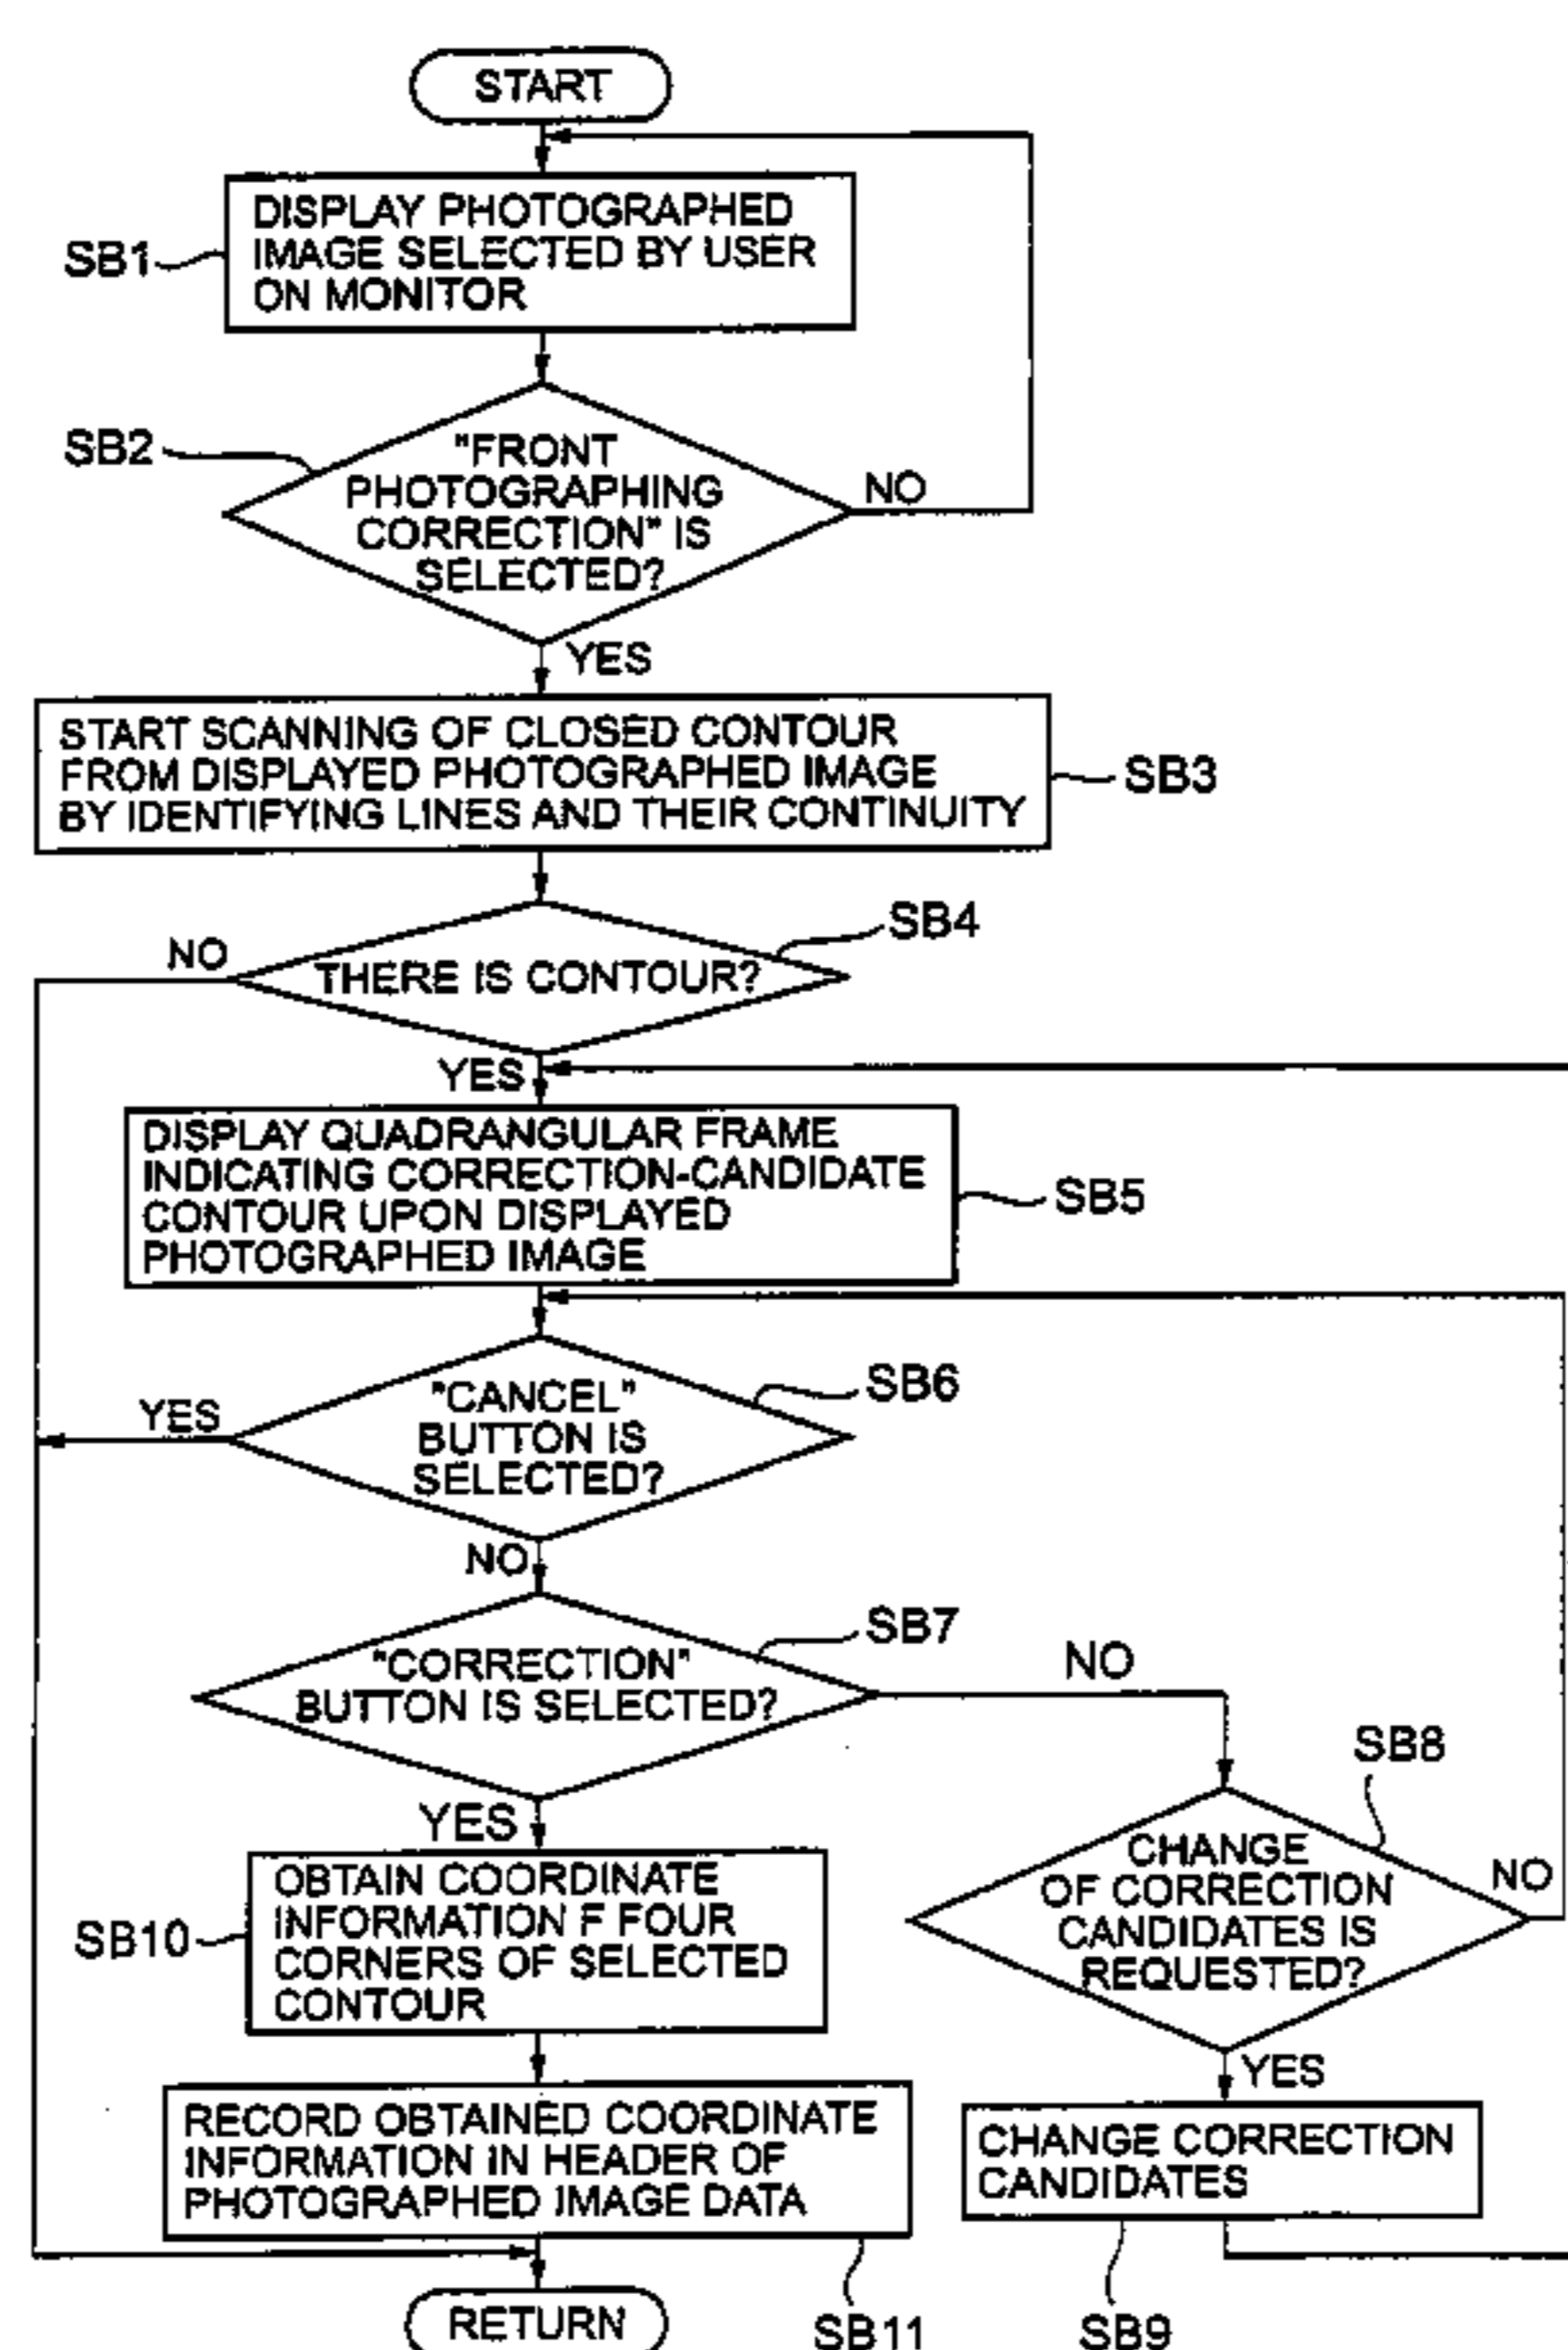 START
DISPLAY PHOTOGRAPHED
IMAGE SELECTED BY USER
ON MONITOR
SB1
SB2
"FRONT
PHOTOGRAPHING
CORRECTION" IS
SELECTED?
NO
YES
START SCANNING OF CLOSED CONTOUR
FROM DISPLAYED PHOTOGRAPHED IMAGE
BY IDENTIFYING LINES AND THEIR CONTINUITY
SB3
SB4
NO
THERE IS CONTOUR?
YES
DISPLAY QUADRANGULAR FRAME
INDICATING CORRECTION-CANDIDATE
CONTOUR UPON DISPLAYED
PHOTOGRAPHED IMAGE
SB5
SB6
YES
"CANCEL"
BUTTON IS
SELECTED?
NO
SB7
"CORRECTION"
BUTTON IS SELECTED?
NO
SB8
YES
CHANGE
OF CORRECTION
CANDIDATES IS
REQUESTED?
NO
OBTAIN COORDINATE
INFORMATION F FOUR
CORNERS OF SELECTED
CONTOUR
SB10
YES
RECORD OBTAINED COORDINATE
INFORMATION IN HEADER OF
PHOTOGRAPHED IMAGE DATA
CHANGE CORRECTION
CANDIDATES
RETURN
SB11
SB9